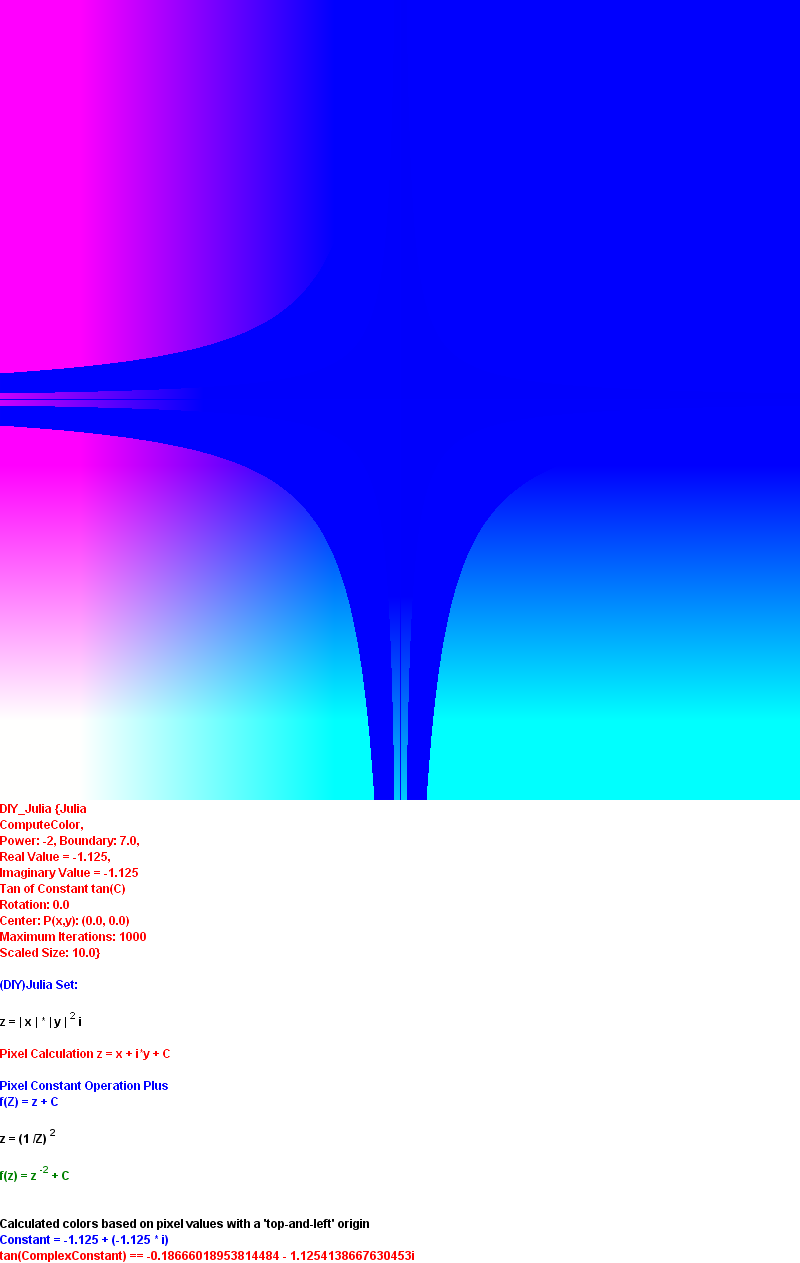 DIY_Julia {Julia
ComputeColor,
Power: -2, Boundary: 7.0,
Real Value = -1.125,
Imaginary Value = -1.125
Tan of Constant tan(C)
Rotation: 0.0
Center: P(x,y): (0.0, 0.0)
Maximum Iterations: 1000
Scaled Size: 10.0}
(DIY)Julia Set:
z = | x | * | y | 2 i
Pixel Calculation z = x + i*y + C
Pixel Constant Operation Plus
f(Z) = z + C
z = (1 /Z) 2
f(z) = z -2 + C
Calculated colors based on pixel values with a 'top-and-left' origin
Constant = -1.125 + (-1.125 * i)
tan(ComplexConstant) == -0.18666018953814484 - 1.1254138667630453i